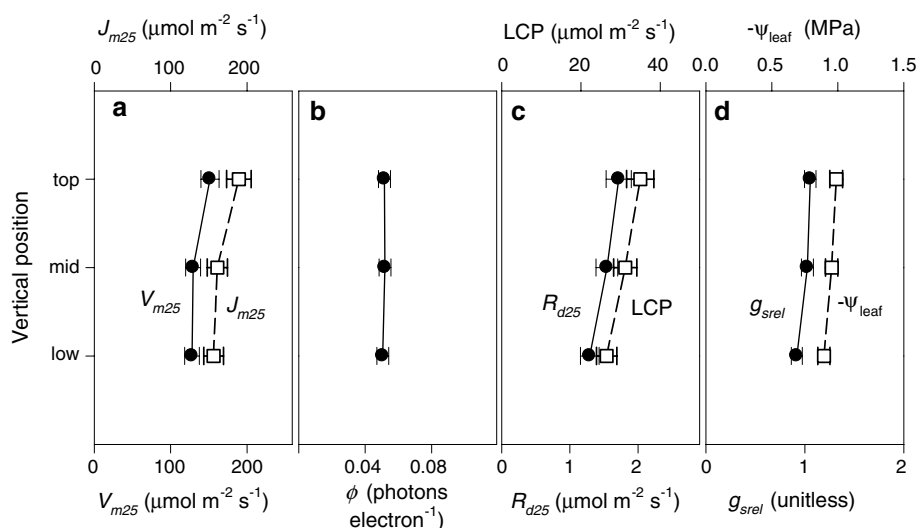 J_m25 (μmol m⁻² s⁻¹)
LCP (μmol m⁻² s⁻¹)
-ψ_leaf (MPa)
0 100 200
0 20 40
0.0 0.5 1.0 1.5
a
b
c
d
Vertical position
top
mid
low
V_m25
J_m25
R_d25
LCP
g_srel
-ψ_leaf
0 100 200
0.04 0.08
0 1 2
0 1 2
V_m25 (μmol m⁻² s⁻¹)
ϕ (photons
electron⁻¹)
R_d25 (μmol m⁻² s⁻¹)
g_srel (unitless)